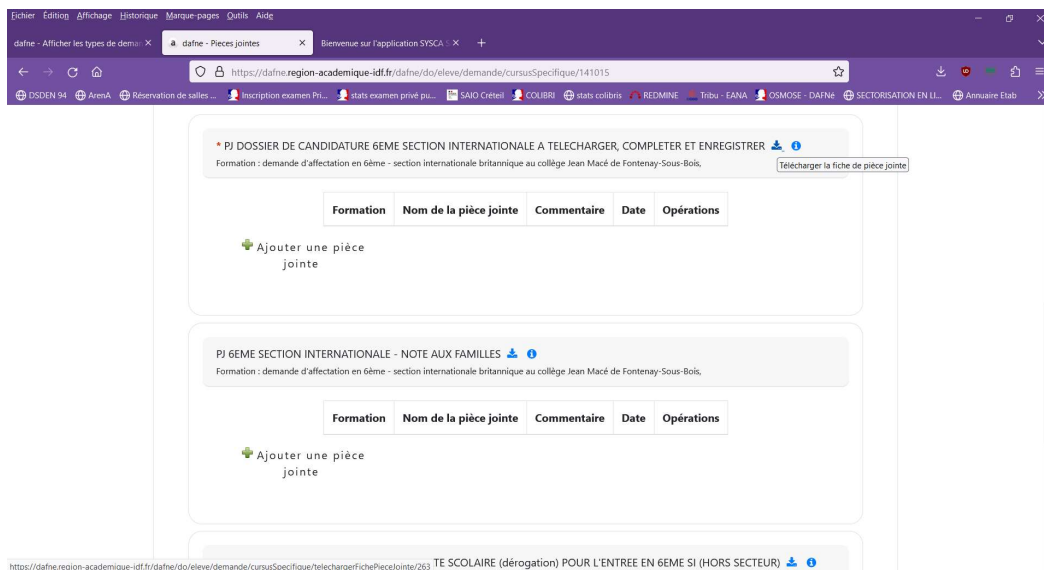 Fichier Édition Affichage Historique Marque-pages Outils Aide
dafne - Afficher les types de deman × a dafne - Pieces jointes × Bienvenue sur l'application SYSCA S × +
https://dafne.region-academique-idf.fr/dafne/do/eleve/demande/cursusSpecifique/141015
DSDEN 94 ArenA Réservation de salles ... Inscription examen Pri... stats examen privé pu... SAIO Créteil COLIBRI stats colibris REDMINE Tribu - EANA OSMOSE - DAFNé SECTORISATION EN LI... Annuaire Etab
* PJ DOSSIER DE CANDIDATURE 6EME SECTION INTERNATIONALE A TELECHARGER, COMPLETER ET ENREGISTRER
Formation : demande d'affectation en 6ème - section internationale britannique au collège Jean Macé de Fontenay-Sous-Bois,
Télécharger la fiche de pièce jointe
Formation Nom de la pièce jointe Commentaire Date Opérations
Ajouter une pièce
jointe
PJ 6EME SECTION INTERNATIONALE - NOTE AUX FAMILLES
Formation : demande d'affectation en 6ème - section internationale britannique au collège Jean Macé de Fontenay-Sous-Bois,
Formation Nom de la pièce jointe Commentaire Date Opérations
Ajouter une pièce
jointe
TE SCOLAIRE (dérogation) POUR L'ENTREE EN 6EME SI (HORS SECTEUR)
https://dafne.region-academique-idf.fr/dafne/do/eleve/demande/cursusSpecifique/telechargerFichePieceJointe/263